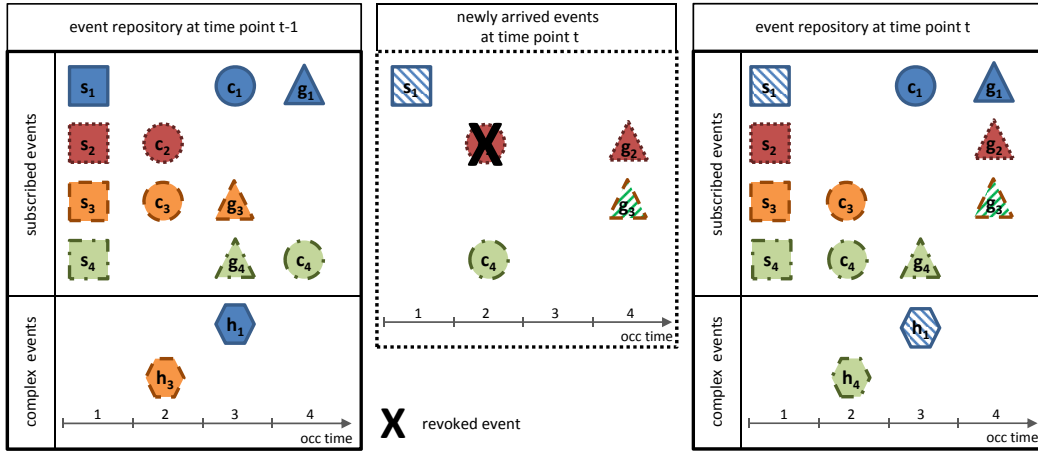 event repository at time point t-1
subscribed events
s1 c1 g1
s2 c2
s3 c3 g3
s4 g4 c4
complex events
h1
h3
1 2 3 4
occ time
newly arrived events
at time point t
s1
X g2
g3
c4
1 2 3 4
occ time
X revoked event
event repository at time point t
subscribed events
s1 c1 g1
s2 g2
s3 c3 g3
s4 c4 g4
complex events
h1
h4
1 2 3 4
occ time